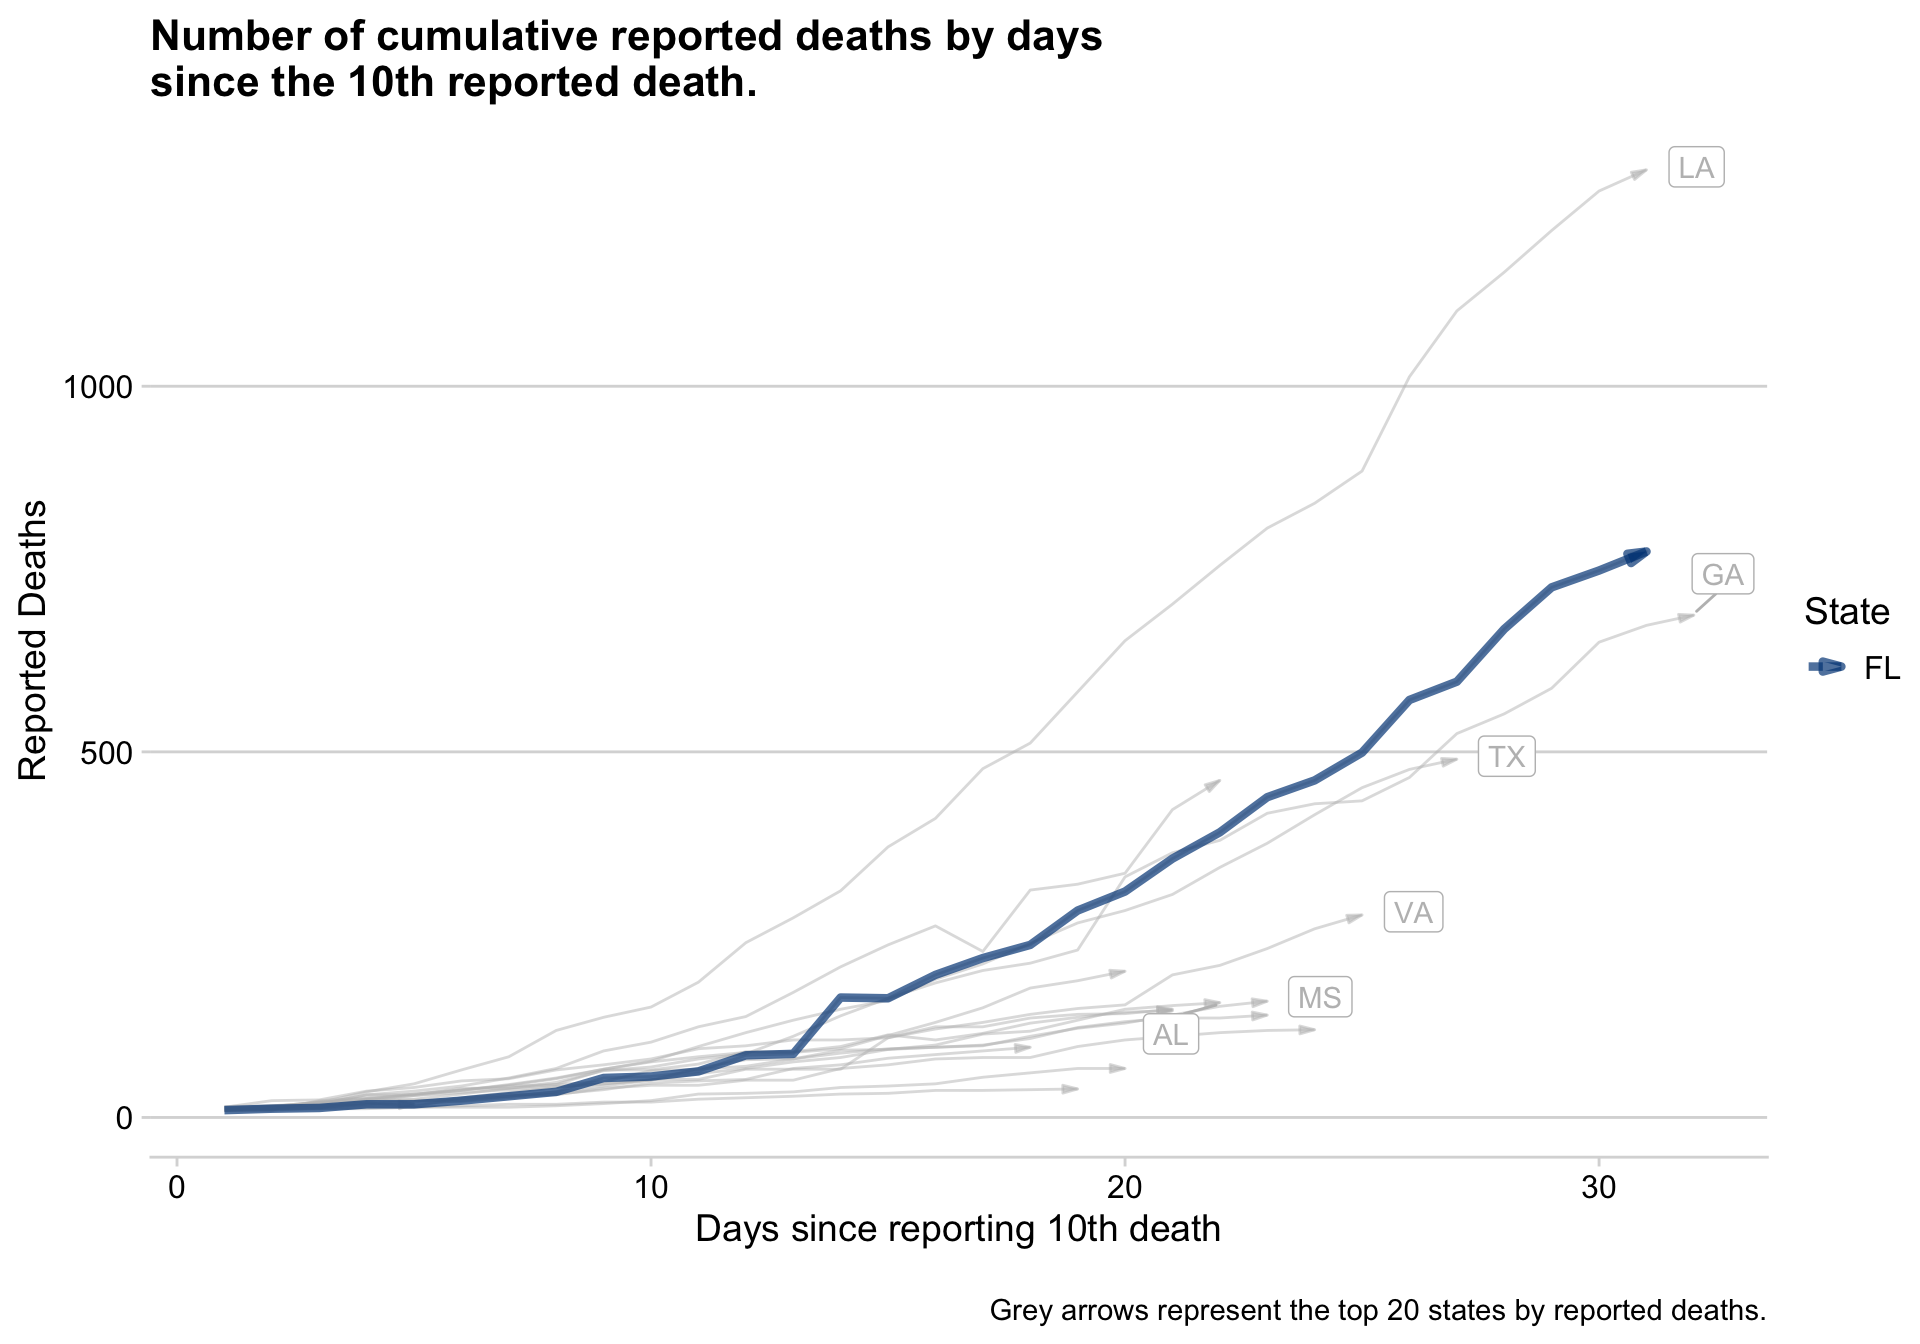 Number of cumulative reported deaths by days
since the 10th reported death.
LA
1000
GA
State
FL
Reported Deaths
500
TX
VA
MS
AL
0
0 10 20 30
Days since reporting 10th death
Grey arrows represent the top 20 states by reported deaths.